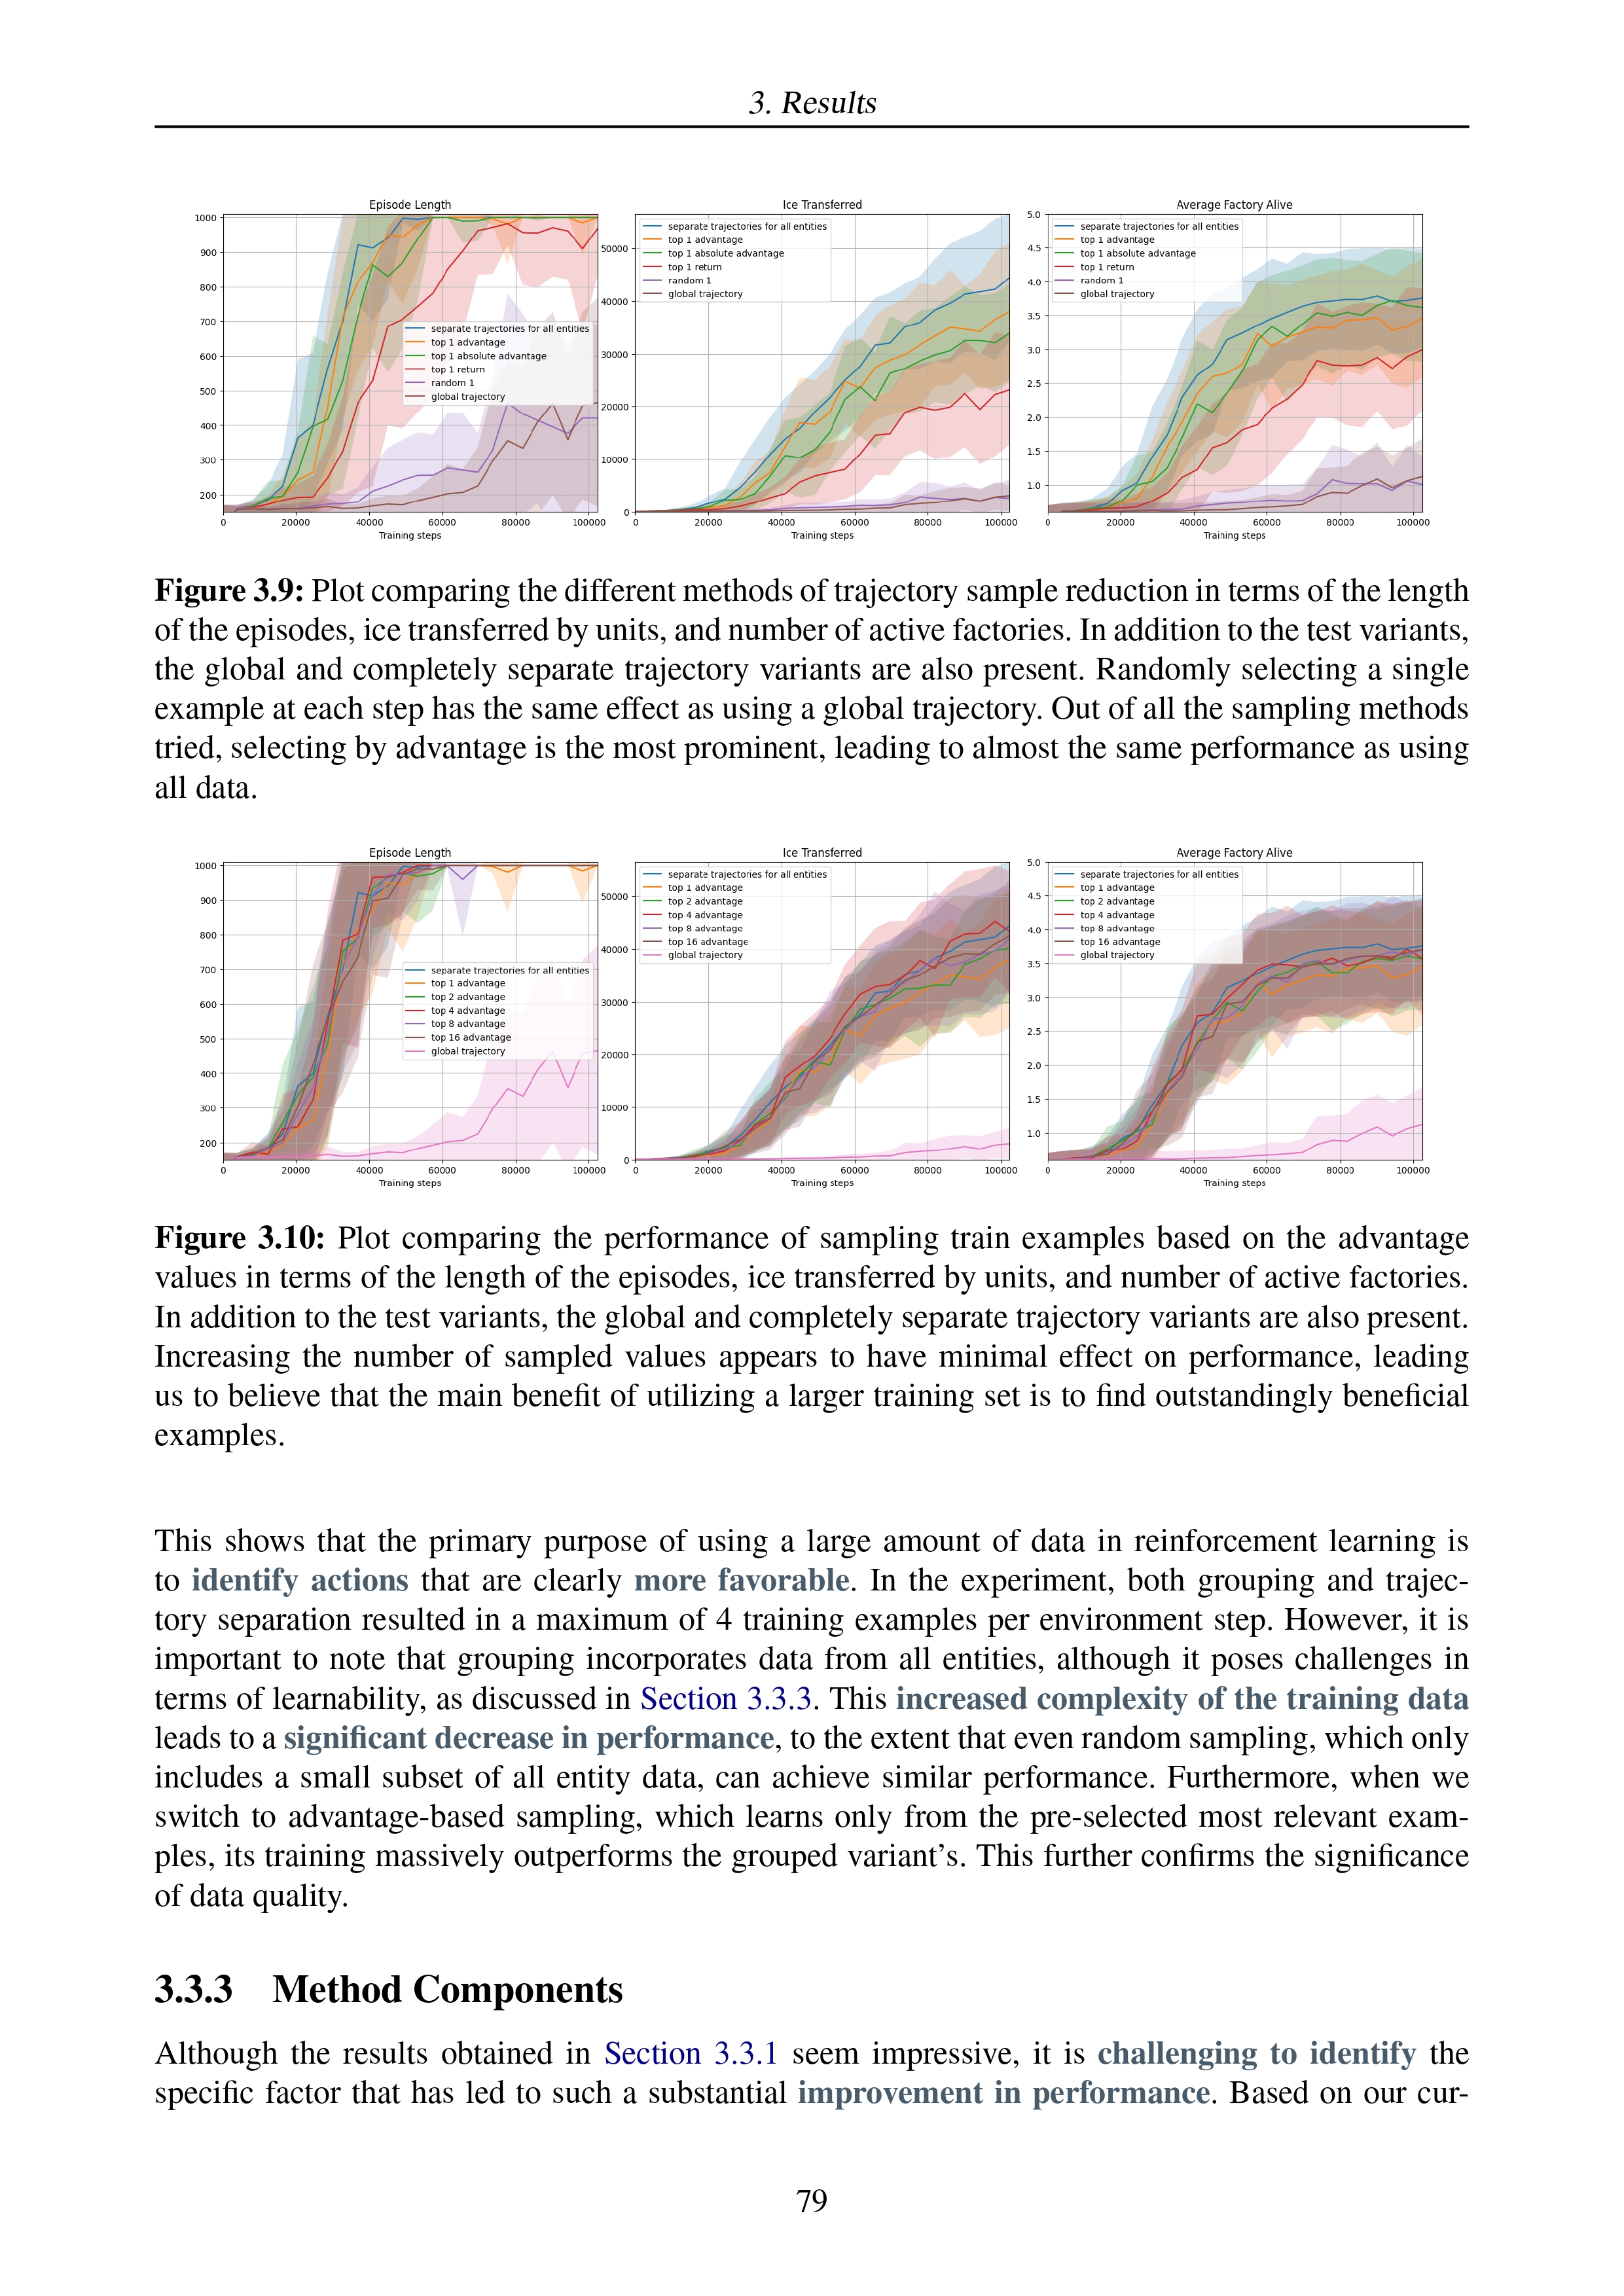 3. Results
Episode Length
Ice Transferred
Average Factory Alive
1000
900
800
700
600
500
400
300
200
0
20000
40000
60000
80000
100000
Training steps
separate trajectories for all entities
top 1 advantage
top 1 absolute advantage
top 1 return
random 1
global trajectory
50000
40000
30000
20000
10000
0
0
20000
40000
60000
80000
100000
Training steps
separate trajectories for all entities
top 1 advantage
top 1 absolute advantage
top 1 return
random 1
global trajectory
5.0
4.5
4.0
3.5
3.0
2.5
2.0
1.5
1.0
0
20000
40000
60000
80000
100000
Training steps
separate trajectories for all entities
top 1 advantage
top 1 absolute advantage
top 1 return
random 1
global trajectory
Figure 3.9: Plot comparing the different methods of trajectory sample reduction in terms of the length
of the episodes, ice transferred by units, and number of active factories. In addition to the test variants,
the global and completely separate trajectory variants are also present. Randomly selecting a single
example at each step has the same effect as using a global trajectory. Out of all the sampling methods
tried, selecting by advantage is the most prominent, leading to almost the same performance as using
all data.
Episode Length
Ice Transferred
Average Factory Alive
1000
900
800
700
600
500
400
300
200
0
20000
40000
60000
80000
100000
Training steps
separate trajectories for all entities
top 1 advantage
top 2 advantage
top 4 advantage
top 8 advantage
top 16 advantage
global trajectory
50000
40000
30000
20000
10000
0
0
20000
40000
60000
80000
100000
Training steps
separate trajectories for all entities
top 1 advantage
top 2 advantage
top 4 advantage
top 8 advantage
top 16 advantage
global trajectory
5.0
4.5
4.0
3.5
3.0
2.5
2.0
1.5
1.0
0
20000
40000
60000
80000
100000
Training steps
separate trajectories for all entities
top 1 advantage
top 2 advantage
top 4 advantage
top 8 advantage
top 16 advantage
global trajectory
Figure 3.10: Plot comparing the performance of sampling train examples based on the advantage
values in terms of the length of the episodes, ice transferred by units, and number of active factories.
In addition to the test variants, the global and completely separate trajectory variants are also present.
Increasing the number of sampled values appears to have minimal effect on performance, leading
us to believe that the main benefit of utilizing a larger training set is to find outstandingly beneficial
examples.
This shows that the primary purpose of using a large amount of data in reinforcement learning is
to identify actions that are clearly more favorable. In the experiment, both grouping and trajec-
tory separation resulted in a maximum of 4 training examples per environment step. However, it is
important to note that grouping incorporates data from all entities, although it poses challenges in
terms of learnability, as discussed in Section 3.3.3. This increased complexity of the training data
leads to a significant decrease in performance, to the extent that even random sampling, which only
includes a small subset of all entity data, can achieve similar performance. Furthermore, when we
switch to advantage-based sampling, which learns only from the pre-selected most relevant exam-
ples, its training massively outperforms the grouped variant's. This further confirms the significance
of data quality.
3.3.3 Method Components
Although the results obtained in Section 3.3.1 seem impressive, it is challenging to identify the
specific factor that has led to such a substantial improvement in performance. Based on our cur-
79